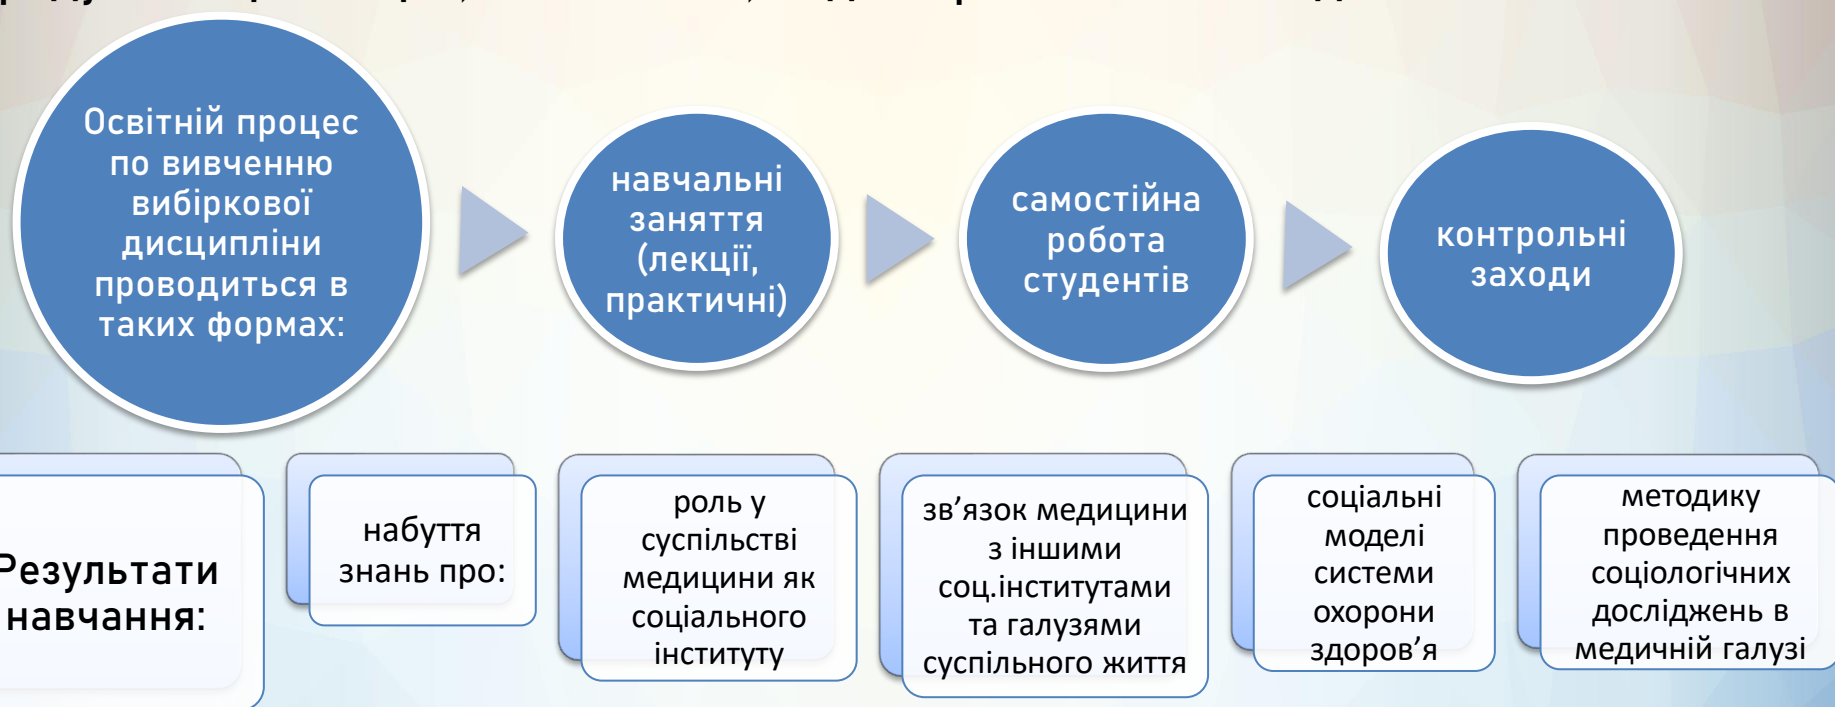 Освітній процес
по вивченню
вибіркової
дисципліни
проводиться в
таких формах:
навчальні
заняття
(лекції,
практичні)
самостійна
робота
студентів
контрольні
заходи
Результати
навчання:
набуття
знань про:
роль у
суспільстві
медицини як
соціального
інституту
зв’язок медицини
з іншими
соц.інститутами
та галузями
суспільного життя
соціальні
моделі
системи
охорони
здоров’я
методику
проведення
соціологічних
досліджень в
медичній галузі